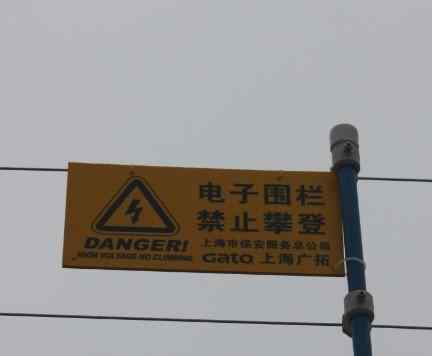 电子围栏
禁止攀登
DANGER!
HIGH VOLTAGE NO CLIMBING
上海市保安服务总公司
Gato 上海广拓